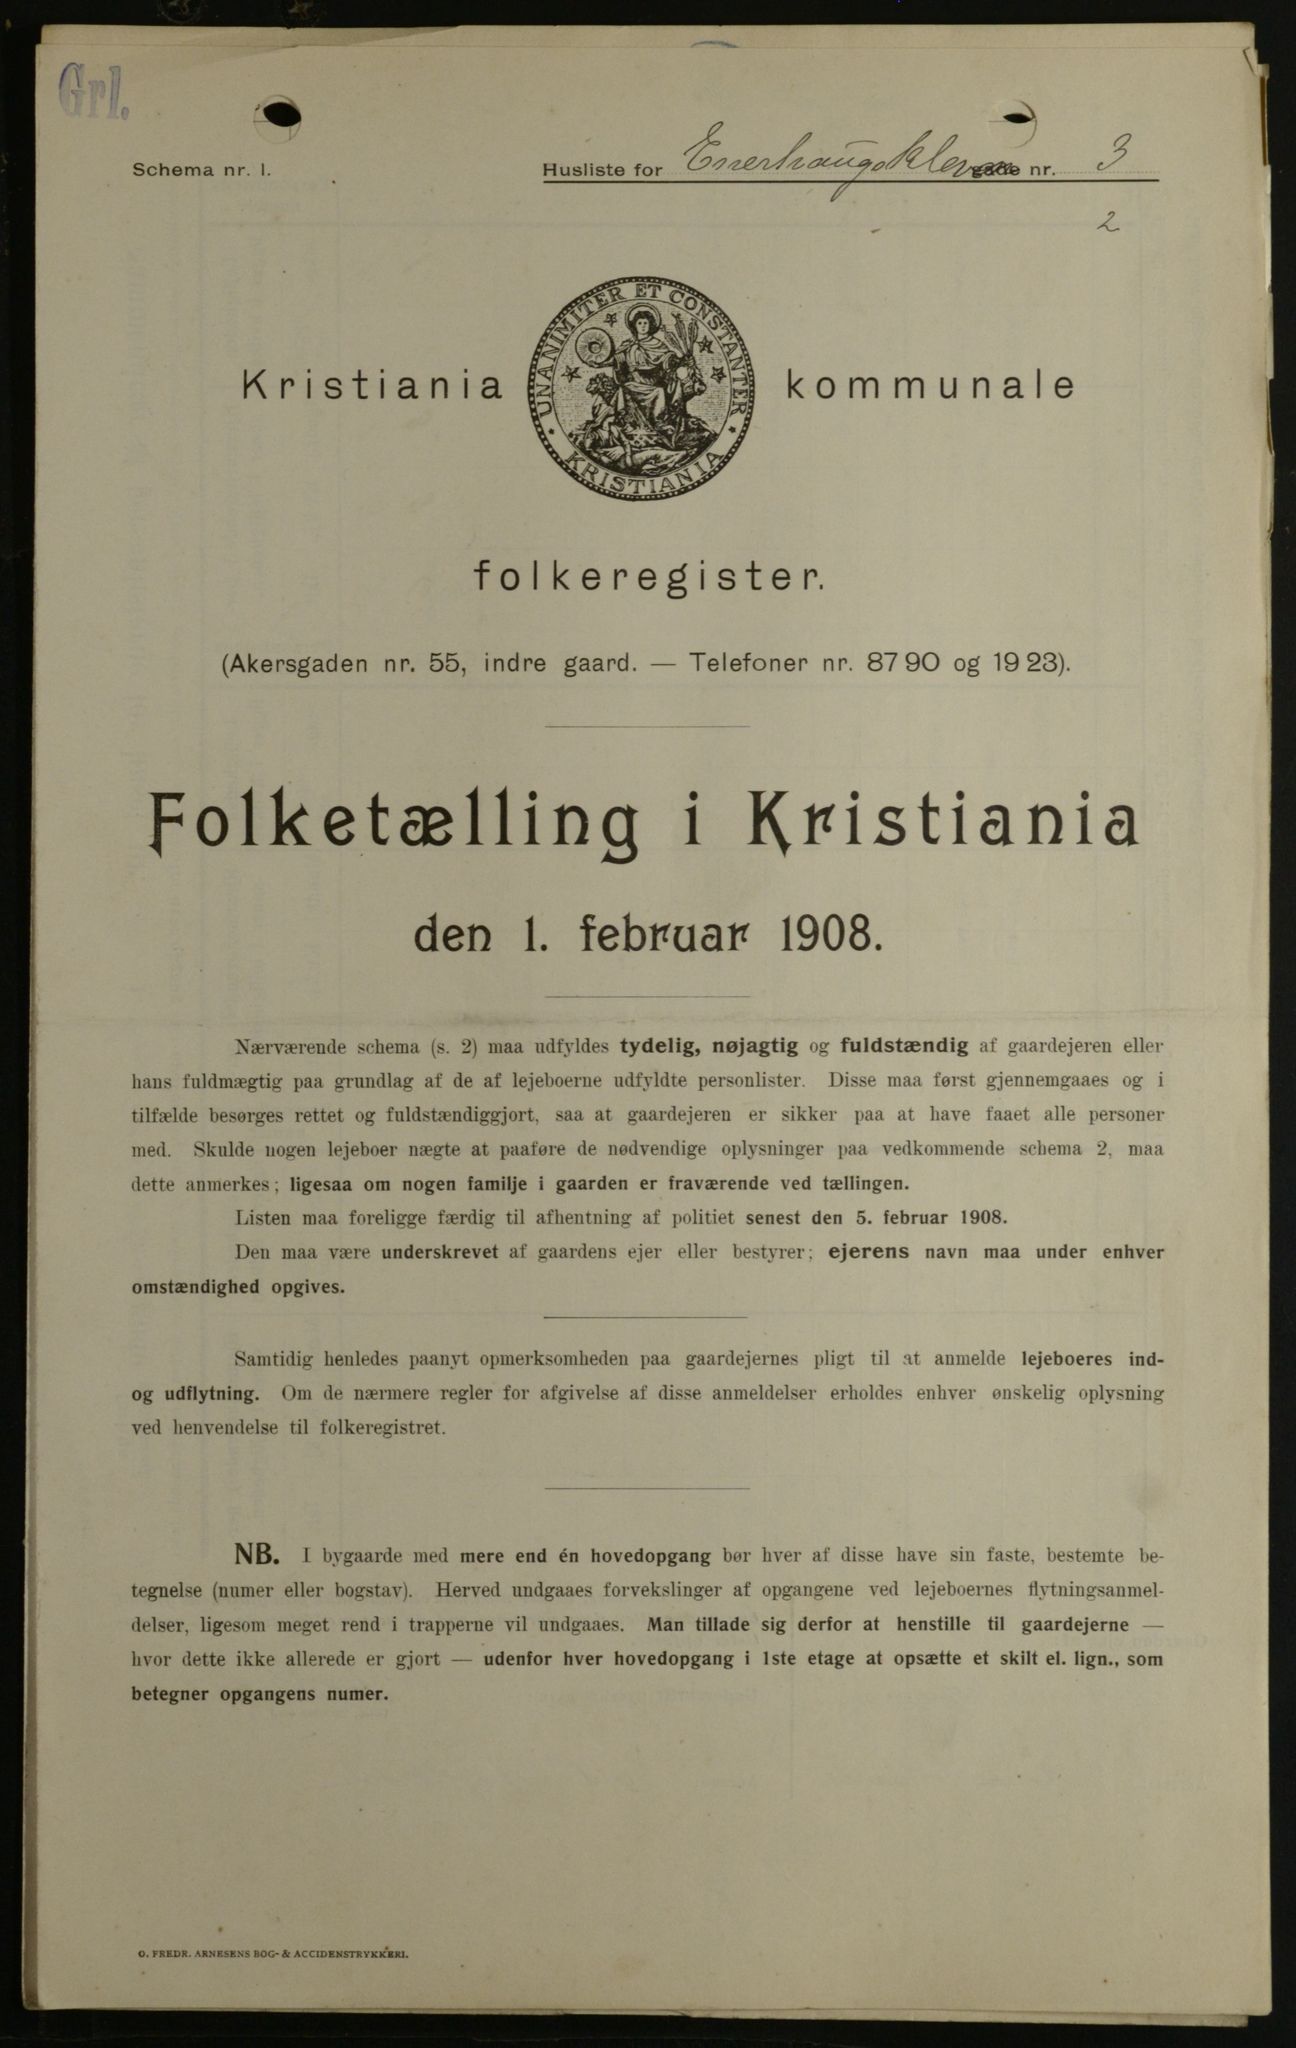 Grl.
Schema nr. 1.
Husliste for Enerhaugskleven gade nr. 3
2
UNANIMITER ET CONSTANTER
KRISTIANIA
Kristiania kommunale
folkeregister.
(Akersgaden nr. 55, indre gaard. — Telefoner nr. 87 90 og 19 23).
Folketælling i Kristiania
den 1. februar 1908.
Nærværende schema (s. 2) maa udfyldes tydelig, nøjagtig og fuldstændig af gaardejeren eller
hans fuldmægtig paa grundlag af de af lejeboerne udfyldte personlister. Disse maa først gjennemgaaes og i
tilfælde besørges rettet og fuldstændiggjort, saa at gaardejeren er sikker paa at have faaet alle personer
med. Skulde nogen lejeboer nægte at paaføre de nødvendige oplysninger paa vedkommende schema 2, maa
dette anmerkes; ligesaa om nogen familje i gaarden er fraværende ved tællingen.
Listen maa foreligge færdig til afhentning af politiet senest den 5. februar 1908.
Den maa være underskrevet af gaardens ejer eller bestyrer; ejerens navn maa under enhver
omstændighed opgives.
Samtidig henledes paanyt opmerksomheden paa gaardejernes pligt til at anmelde lejeboeres ind-
og udflytning. Om de nærmere regler for afgivelse af disse anmeldelser erholdes enhver ønskelig oplysning
ved henvendelse til folkeregistret.
NB. I bygaarde med mere end én hovedopgang bør hver af disse have sin faste, bestemte be-
tegnelse (numer eller bogstav). Herved undgaaes forvekslinger af opgangene ved lejeboernes flytningsanmel-
delser, ligesom meget rend i trapperne vil undgaaes. Man tillade sig derfor at henstille til gaardejerne —
hvor dette ikke allerede er gjort — udenfor hver hovedopgang i 1ste etage at opsætte et skilt el. lign., som
betegner opgangens numer.
O. FREDR. ARNESENS BOG- & ACCIDENSTRYKKERI.